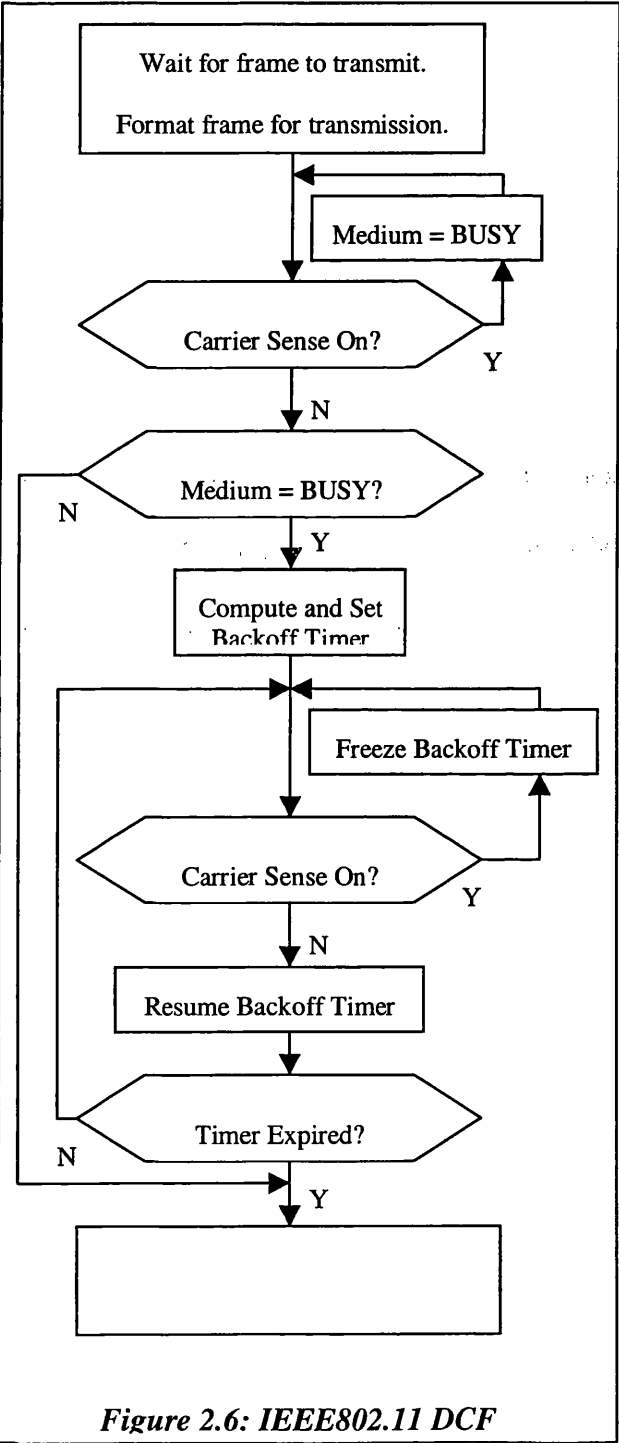 Wait for frame to transmit.
Format frame for transmission.
Medium = BUSY
Carrier Sense On?
Y
N
Medium = BUSY?
N
Y
Compute and Set
Backoff Timer
Freeze Backoff Timer
Carrier Sense On?
Y
N
Resume Backoff Timer
Timer Expired?
N
Y
Figure 2.6: IEEE802.11 DCF